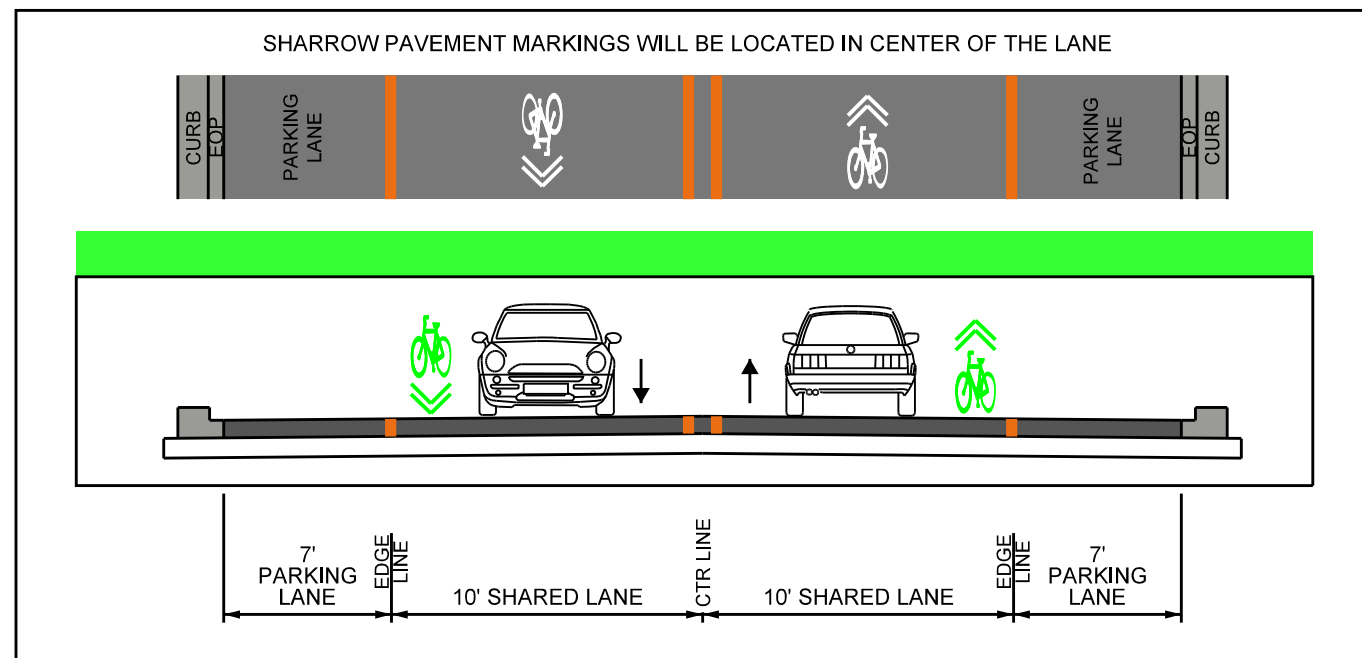 SHARROW PAVEMENT MARKINGS WILL BE LOCATED IN CENTER OF THE LANE
CURB
EOP
PARKING
LANE
PARKING
LANE
EOP
CURB
7'
PARKING
LANE
EDGE
LINE
10' SHARED LANE
CTR LINE
10' SHARED LANE
EDGE
LINE
7'
PARKING
LANE